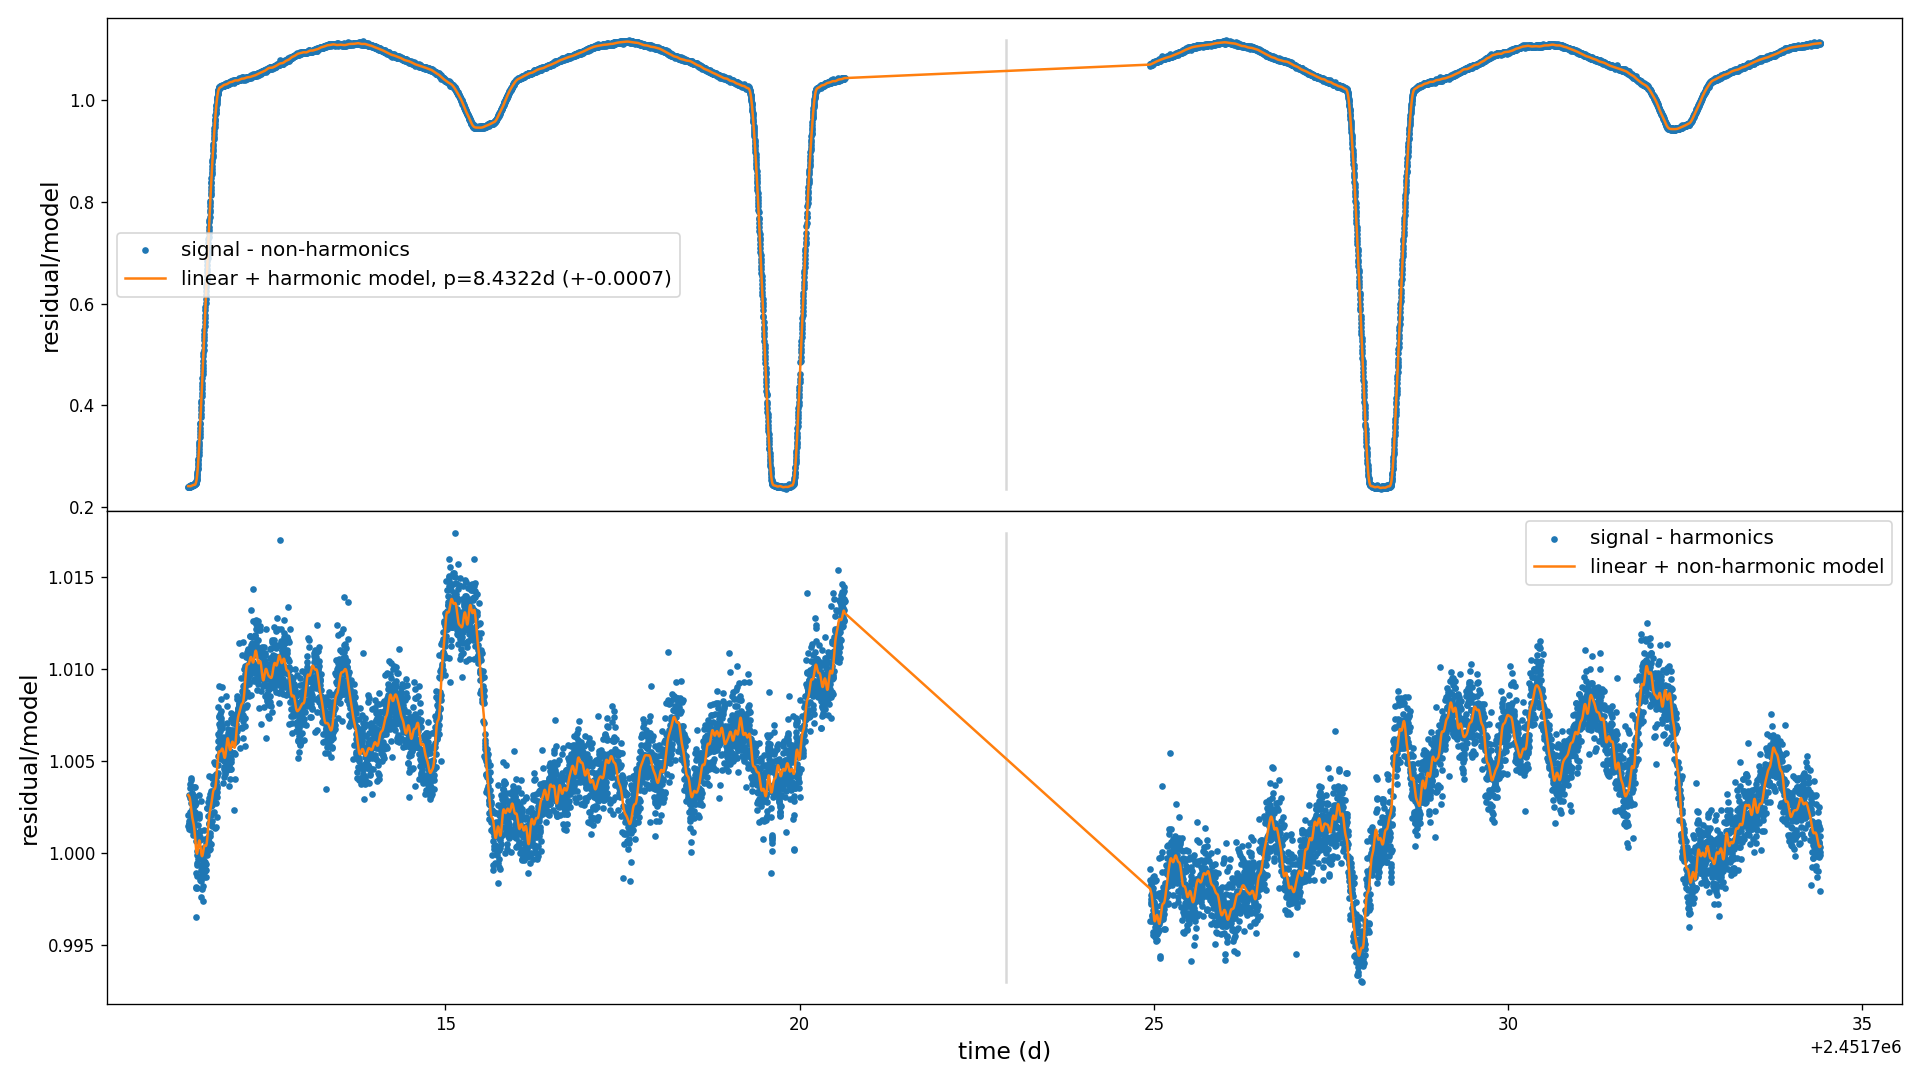 1.0
0.8
0.6
0.4
0.2
residual/model
signal - non-harmonics
linear + harmonic model, p=8.4322d (+-0.0007)
1.015
1.010
1.005
1.000
0.995
residual/model
signal - harmonics
linear + non-harmonic model
15
20
25
30
35
time (d)
+2.4517e6